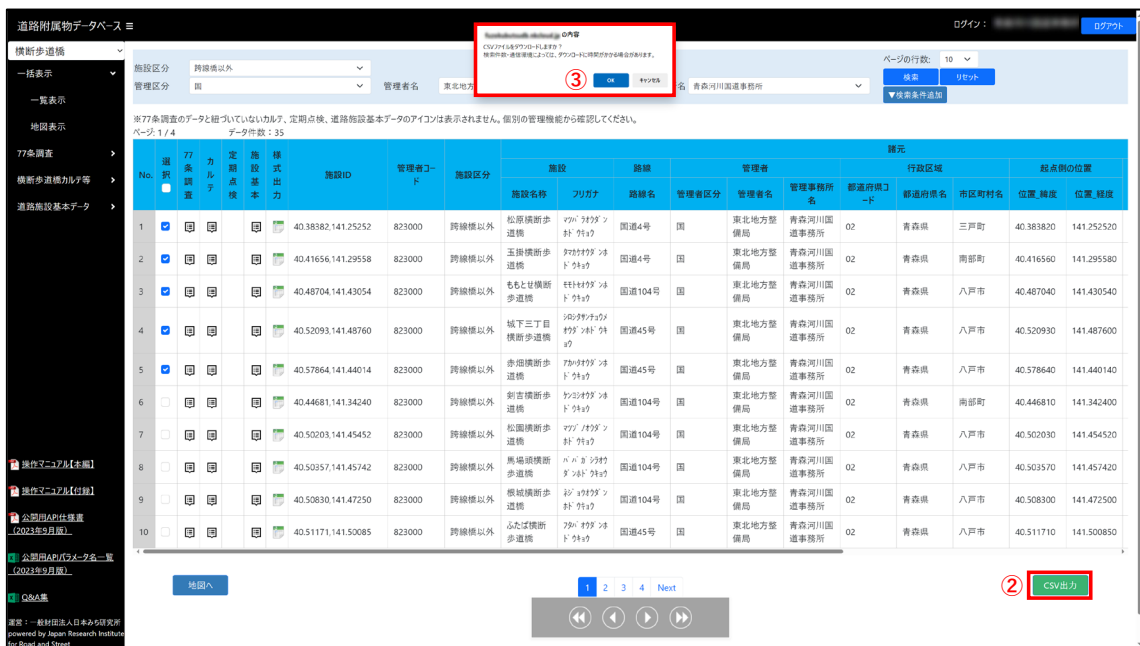 道路附属物データベース ≡
ログイン：
ログアウト
横断歩道橋
一括表示
一覧表示
地図表示
77条調査
横断歩道橋カルテ等
道路施設基本データ
操作マニュアル【本編】
操作マニュアル【付録】
公開用API仕様書
（2023年9月版）
公開用APIパラメータ名一覧
（2023年9月版）
Q&A集
運営：一般財団法人日本みち研究所
powered by Japan Research Institute
for Road and Street
の内容
CSVファイルをダウンロードしますか？
検索件数・通信環境によっては、ダウンロードに時間がかかる場合があります。
③ OK キャンセル
施設区分 跨線橋以外
管理区分 国 管理者名 東北地方 名 青森河川国道事務所
ページの行数: 10
検索 リセット
▼検索条件追加
※77条調査のデータと紐づいていないカルテ、定期点検、道路施設基本データのアイコンは表示されません。個別の管理機能から確認してください。
ページ: 1 / 4 データ件数：35
No. 選択 77条調査 カルテ 定期点検 施設基本 様式出力 施設ID 管理者コード 施設区分 諸元
施設 路線 管理者 行政区域 起点側の位置
施設名称 フリガナ 路線名 管理者区分 管理者名 管理事務所名 都道府県コード 都道府県名 市区町村名 位置_緯度 位置_経度
1 40.38382,141.25252 823000 跨線橋以外 松原横断歩道橋 ﾏﾂﾊﾞﾗｵｳﾀﾞﾝﾎﾄﾞｳｷｮｳ 国道4号 国 東北地方整備局 青森河川国道事務所 02 青森県 三戸町 40.383820 141.252520
2 40.41656,141.29558 823000 跨線橋以外 玉掛横断歩道橋 ﾀﾏｶｹｵｳﾀﾞﾝﾎﾄﾞｳｷｮｳ 国道4号 国 東北地方整備局 青森河川国道事務所 02 青森県 南部町 40.416560 141.295580
3 40.48704,141.43054 823000 跨線橋以外 ももとせ横断歩道橋 ﾓﾓﾄｾｵｳﾀﾞﾝﾎﾄﾞｳｷｮｳ 国道104号 国 東北地方整備局 青森河川国道事務所 02 青森県 八戸市 40.487040 141.430540
4 40.52093,141.48760 823000 跨線橋以外 城下三丁目横断歩道橋 ｼﾛｼﾀｻﾝﾁｮｳﾒｵｳﾀﾞﾝﾎﾄﾞｳｷｮｳ 国道45号 国 東北地方整備局 青森河川国道事務所 02 青森県 八戸市 40.520930 141.487600
5 40.57864,141.44014 823000 跨線橋以外 赤畑横断歩道橋 ｱｶﾊﾀｵｳﾀﾞﾝﾎﾄﾞｳｷｮｳ 国道45号 国 東北地方整備局 青森河川国道事務所 02 青森県 八戸市 40.578640 141.440140
6 40.44681,141.34240 823000 跨線橋以外 剣吉横断歩道橋 ｹﾝﾖｼｵｳﾀﾞﾝﾎﾄﾞｳｷｮｳ 国道104号 国 東北地方整備局 青森河川国道事務所 02 青森県 南部町 40.446810 141.342400
7 40.50203,141.45452 823000 跨線橋以外 松園横断歩道橋 ﾏﾂｿﾞﾉｵｳﾀﾞﾝﾎﾄﾞｳｷｮｳ 国道104号 国 東北地方整備局 青森河川国道事務所 02 青森県 八戸市 40.502030 141.454520
8 40.50357,141.45742 823000 跨線橋以外 馬場頭横断歩道橋 ﾊﾞﾊﾞｶﾞｼﾗｵｳﾀﾞﾝﾎﾄﾞｳｷｮｳ 国道104号 国 東北地方整備局 青森河川国道事務所 02 青森県 八戸市 40.503570 141.457420
9 40.50830,141.47250 823000 跨線橋以外 根城横断歩道橋 ﾈｼﾞｮｳｵｳﾀﾞﾝﾎﾄﾞｳｷｮｳ 国道104号 国 東北地方整備局 青森河川国道事務所 02 青森県 八戸市 40.508300 141.472500
10 40.51171,141.50085 823000 跨線橋以外 ふたば横断歩道橋 ﾌﾀﾊﾞｵｳﾀﾞﾝﾎﾄﾞｳｷｮｳ 国道45号 国 東北地方整備局 青森河川国道事務所 02 青森県 八戸市 40.511710 141.500850
地図へ
1 2 3 4 Next
② CSV出力